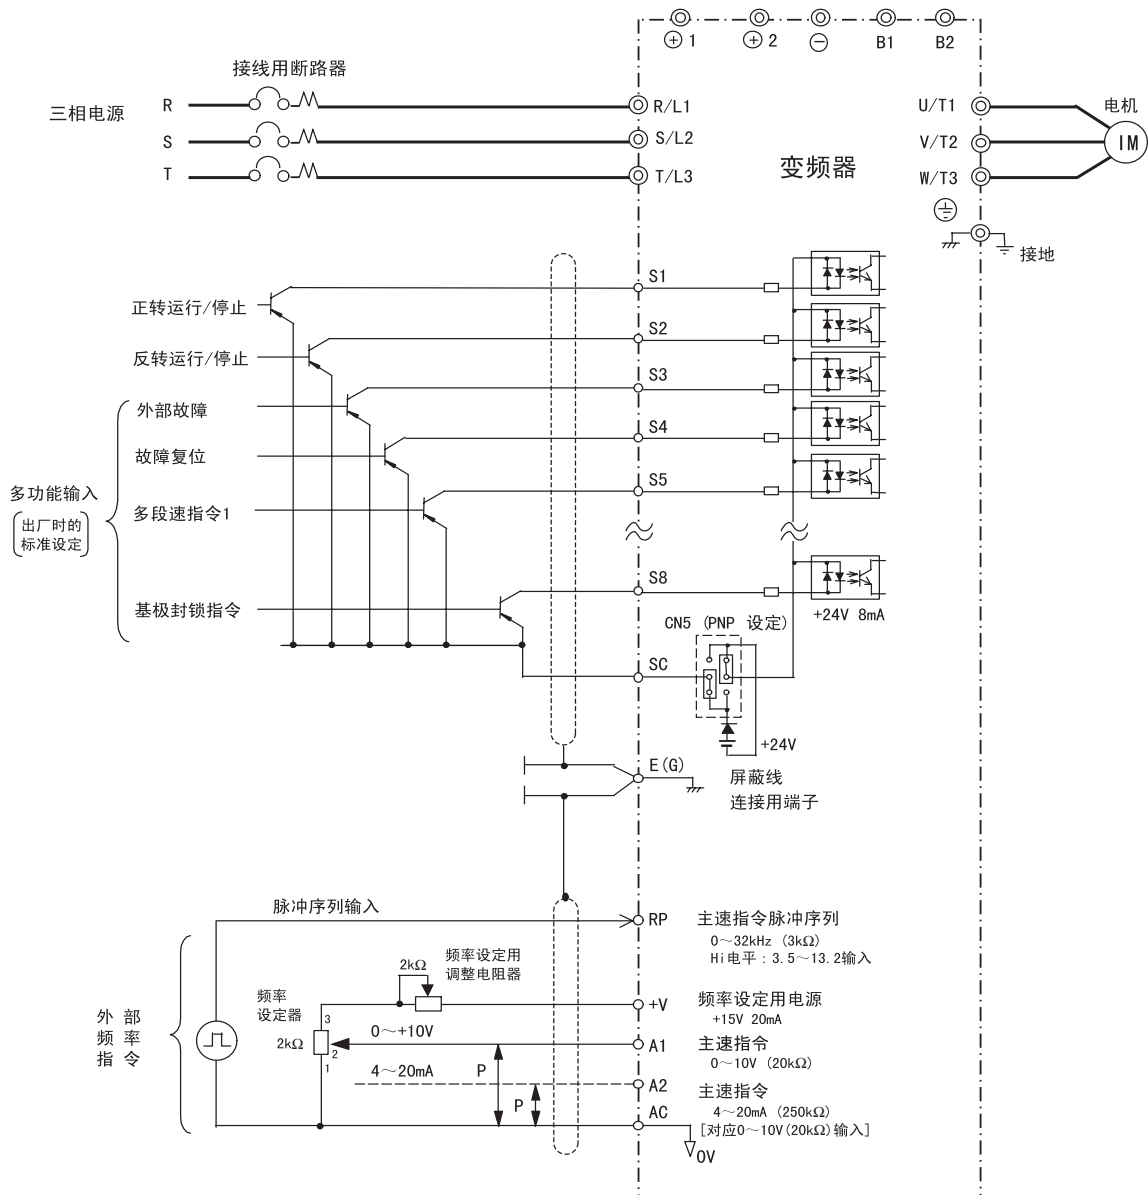 ⊕1
⊕2
⊖
B1
B2
接线用断路器
三相电源
R
S
T
R/L1
S/L2
T/L3
变频器
U/T1
V/T2
W/T3
电机
IM
接地
正转运行/停止
反转运行/停止
外部故障
故障复位
多段速指令1
基极封锁指令
多功能输入
出厂时的
标准设定
S1
S2
S3
S4
S5
S8
+24V 8mA
CN5 (PNP 设定)
SC
+24V
E(G)
屏蔽线
连接用端子
脉冲序列输入
RP
主速指令脉冲序列
0~32kHz (3kΩ)
Hi电平:3.5~13.2输入
频率设定用
调整电阻器
2kΩ
+V
频率设定用电源
+15V 20mA
外部
频率
指令
频率
设定器
2kΩ
3
2
1
0~+10V
A1
主速指令
0~10V (20kΩ)
4~20mA
P
P
A2
主速指令
4~20mA (250kΩ)
[对应0~10V(20kΩ)输入]
AC
0V